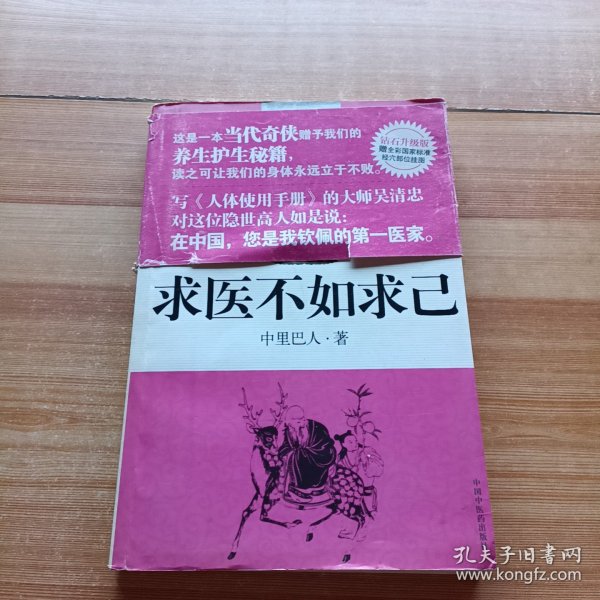 这是一本当代奇侠赠予我们的
养生护生秘籍，
读之可让我们的身体永远立于不败。
钻石升级版
赠全彩国家标准
经穴部位挂图
写《人体使用手册》的大师吴清忠
对这位隐世高人如是说：
在中国，您是我钦佩的第一医家。
求医不如求己
中里巴人·著
中国中医药出版社
孔夫子旧书网
www.kongfz.com